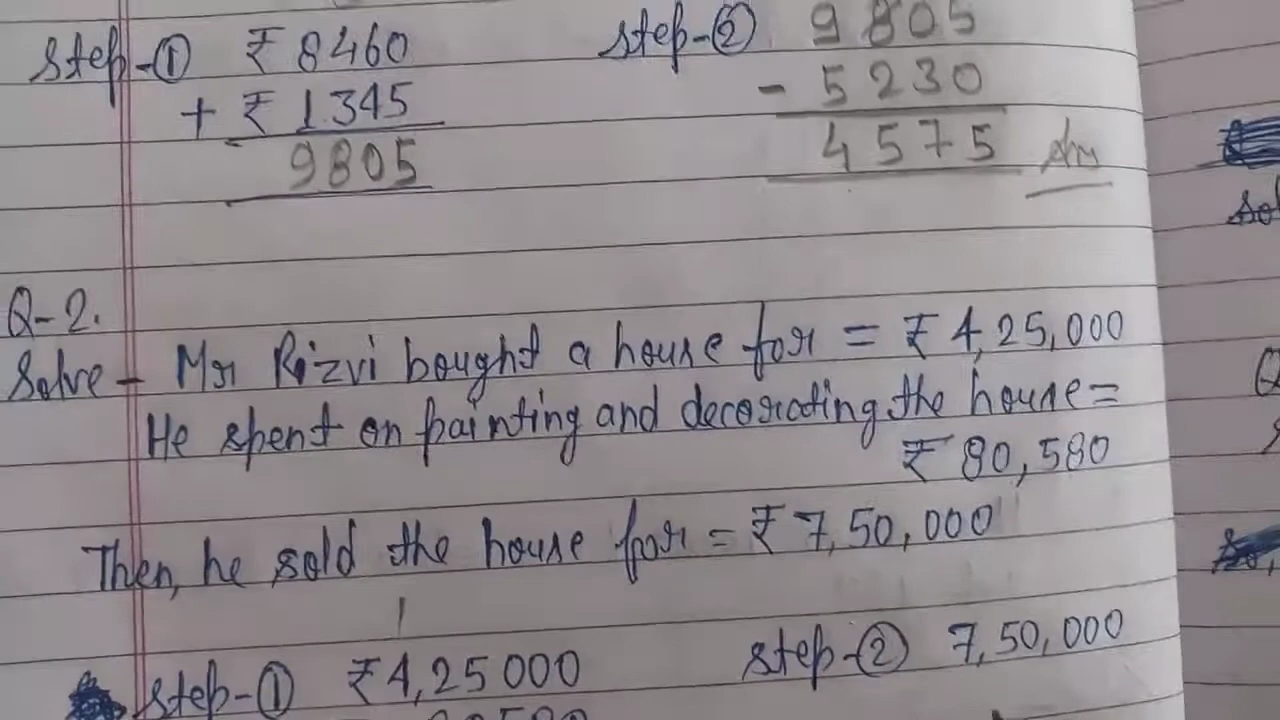 Step-① ₹ 8460
+ ₹ 1345
9805
Step-② 9805
- 5230
4575 Ans
Q-2.
Solve - Mr Rizvi bought a house for = ₹ 4,25,000
He spent on painting and decorating the house =
₹ 80,580
Then, he sold the house for = ₹ 7,50,000
Step-① ₹4,25000
Step-② 7,50,000